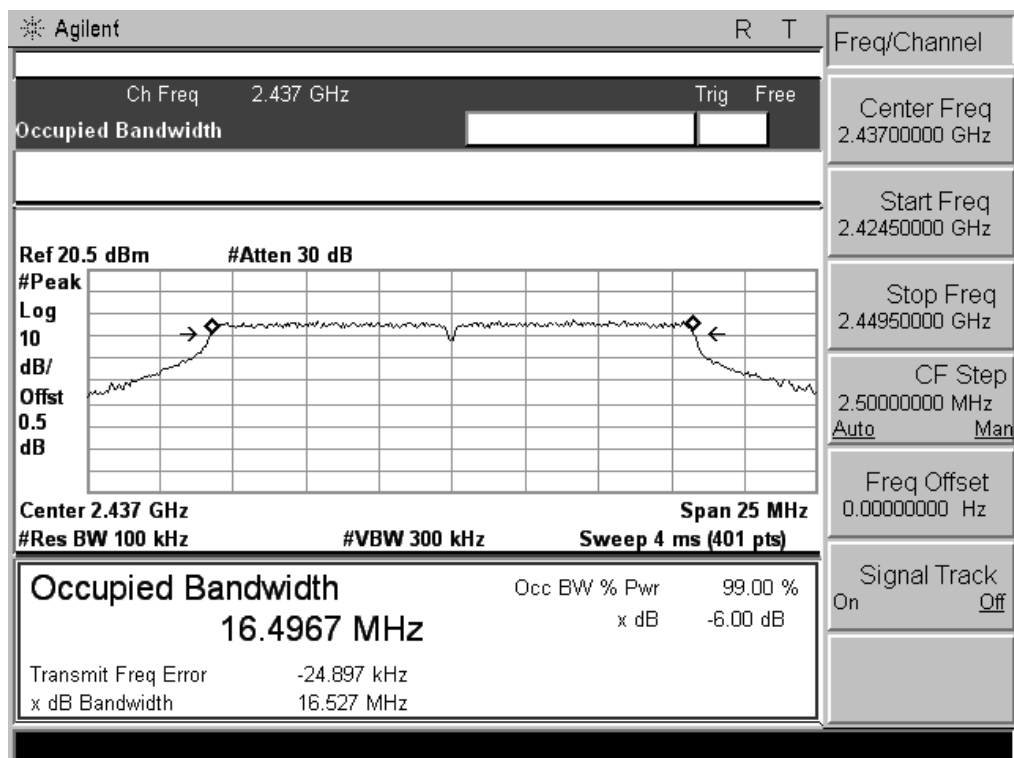 Agilent R T
Ch Freq 2.437 GHz Trig Free
Occupied Bandwidth
Ref 20.5 dBm #Atten 30 dB
#Peak
Log
10
dB/
Offst
0.5
dB
Center 2.437 GHz Span 25 MHz
#Res BW 100 kHz #VBW 300 kHz Sweep 4 ms (401 pts)
Occupied Bandwidth Occ BW % Pwr 99.00 %
16.4967 MHz x dB -6.00 dB
Transmit Freq Error -24.897 kHz
x dB Bandwidth 16.527 MHz
Freq/Channel
Center Freq
2.43700000 GHz
Start Freq
2.42450000 GHz
Stop Freq
2.44950000 GHz
CF Step
2.50000000 MHz
Auto Man
Freq Offset
0.00000000 Hz
Signal Track
On Off